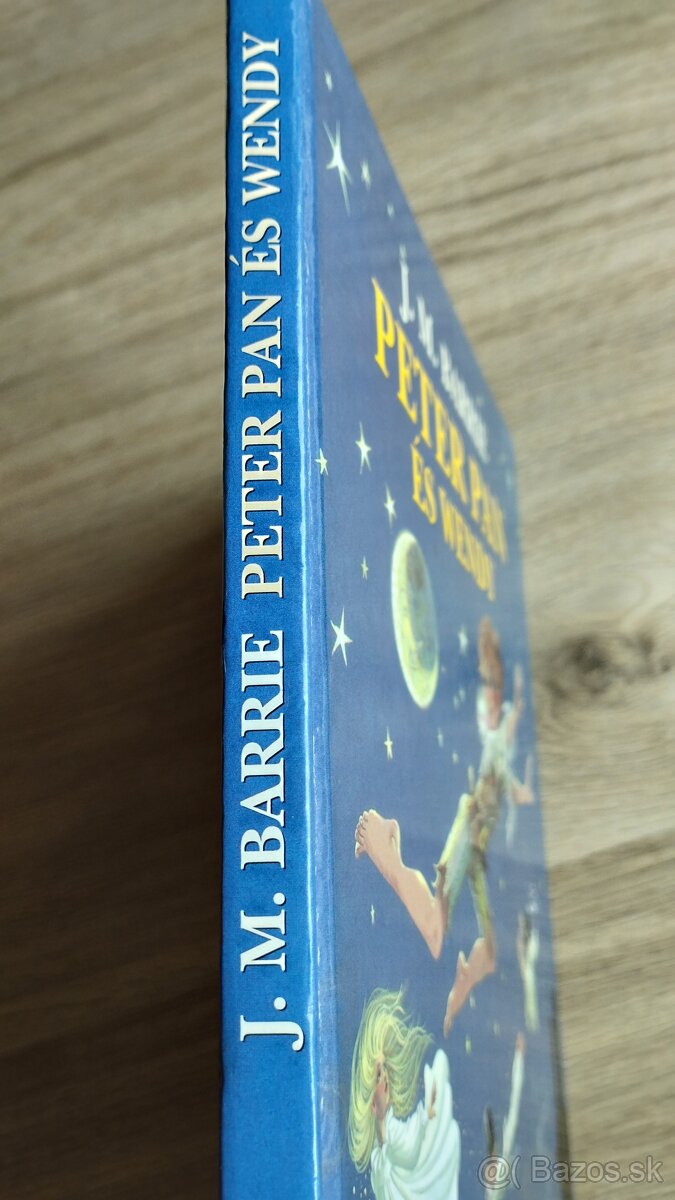 J. M. BARRIE PETER PAN ÉS WENDY
J. M. BARRIE
PETER PAN
ÉS WENDY
@( Bazos.sk